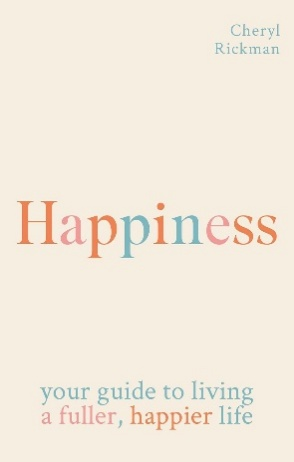 Cheryl
Rickman
Happiness
your guide to living
a fuller, happier life